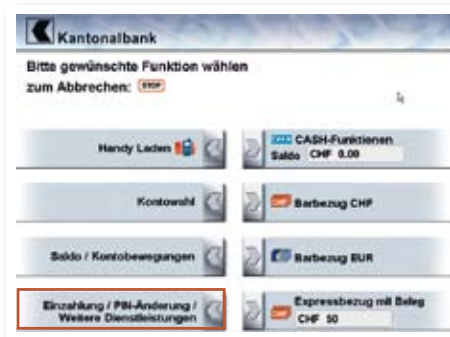 Kantonalbank
Bitte gewünschte Funktion wählen
zum Abbrechen: STOP
Handy Laden
CASH-Funktionen
Saldo CHF 0.00
Kontowahl
Barbezug CHF
Saldo / Kontobewegungen
Barbezug EUR
Einzahlung / PIN-Änderung /
Weitere Dienstleistungen
Expressbezug mit Beleg
CHF 50